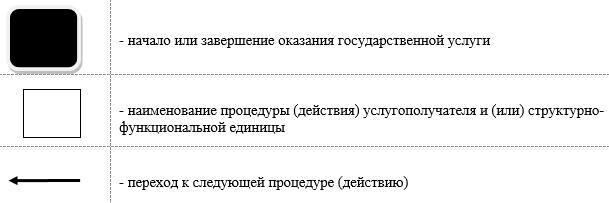 - начало или завершение оказания государственной услуги
- наименование процедуры (действия) услугополучателя и (или) структурно-
функциональной единицы
- переход к следующей процедуре (действию)